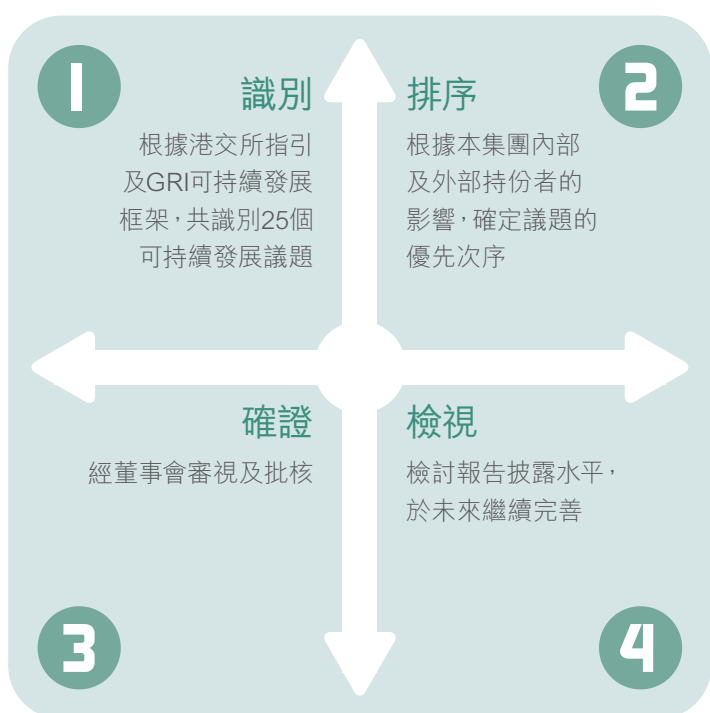 1
識別
根據港交所指引
及GRI可持續發展
框架，共識別25個
可持續發展議題
2
排序
根據本集團內部
及外部持份者的
影響，確定議題的
優先次序
3
確證
經董事會審視及批核
4
檢視
檢討報告披露水平，
於未來繼續完善